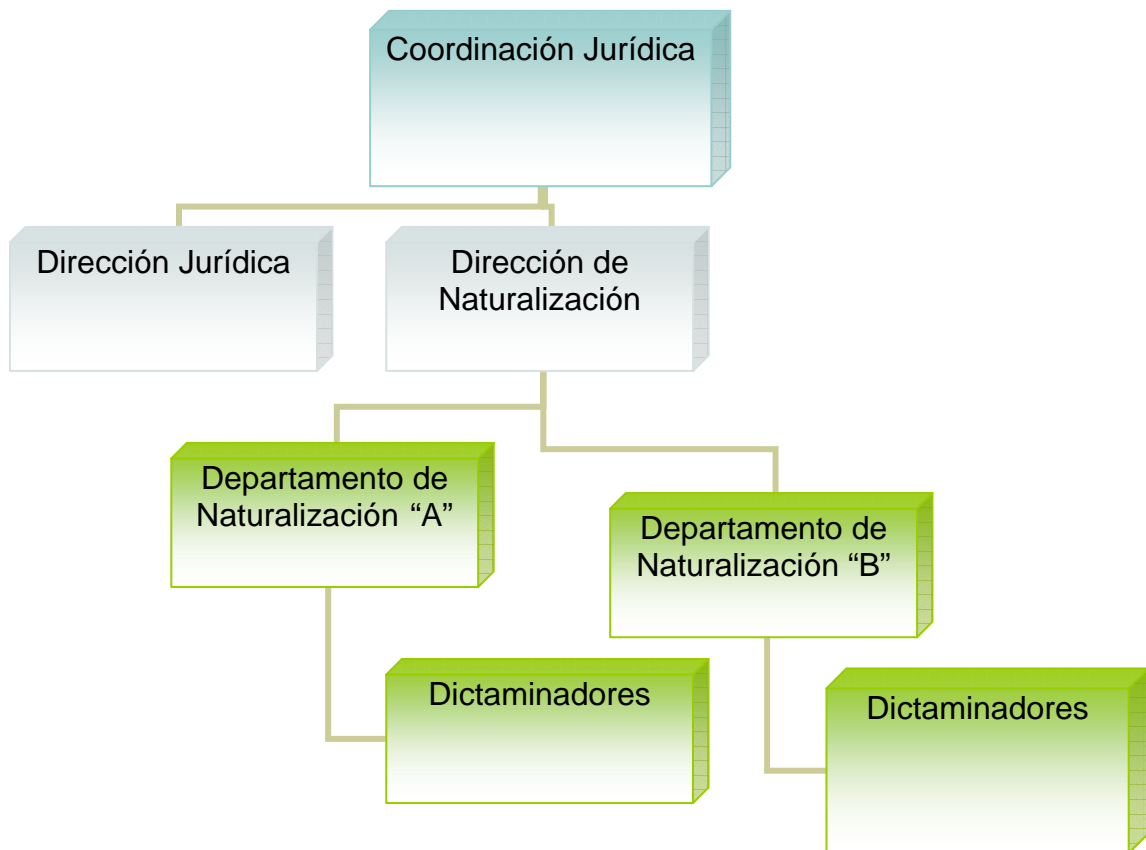 Coordinación Jurídica
Dirección Jurídica
Dirección de
Naturalización
Departamento de
Naturalización “A”
Departamento de
Naturalización “B”
Dictaminadores
Dictaminadores